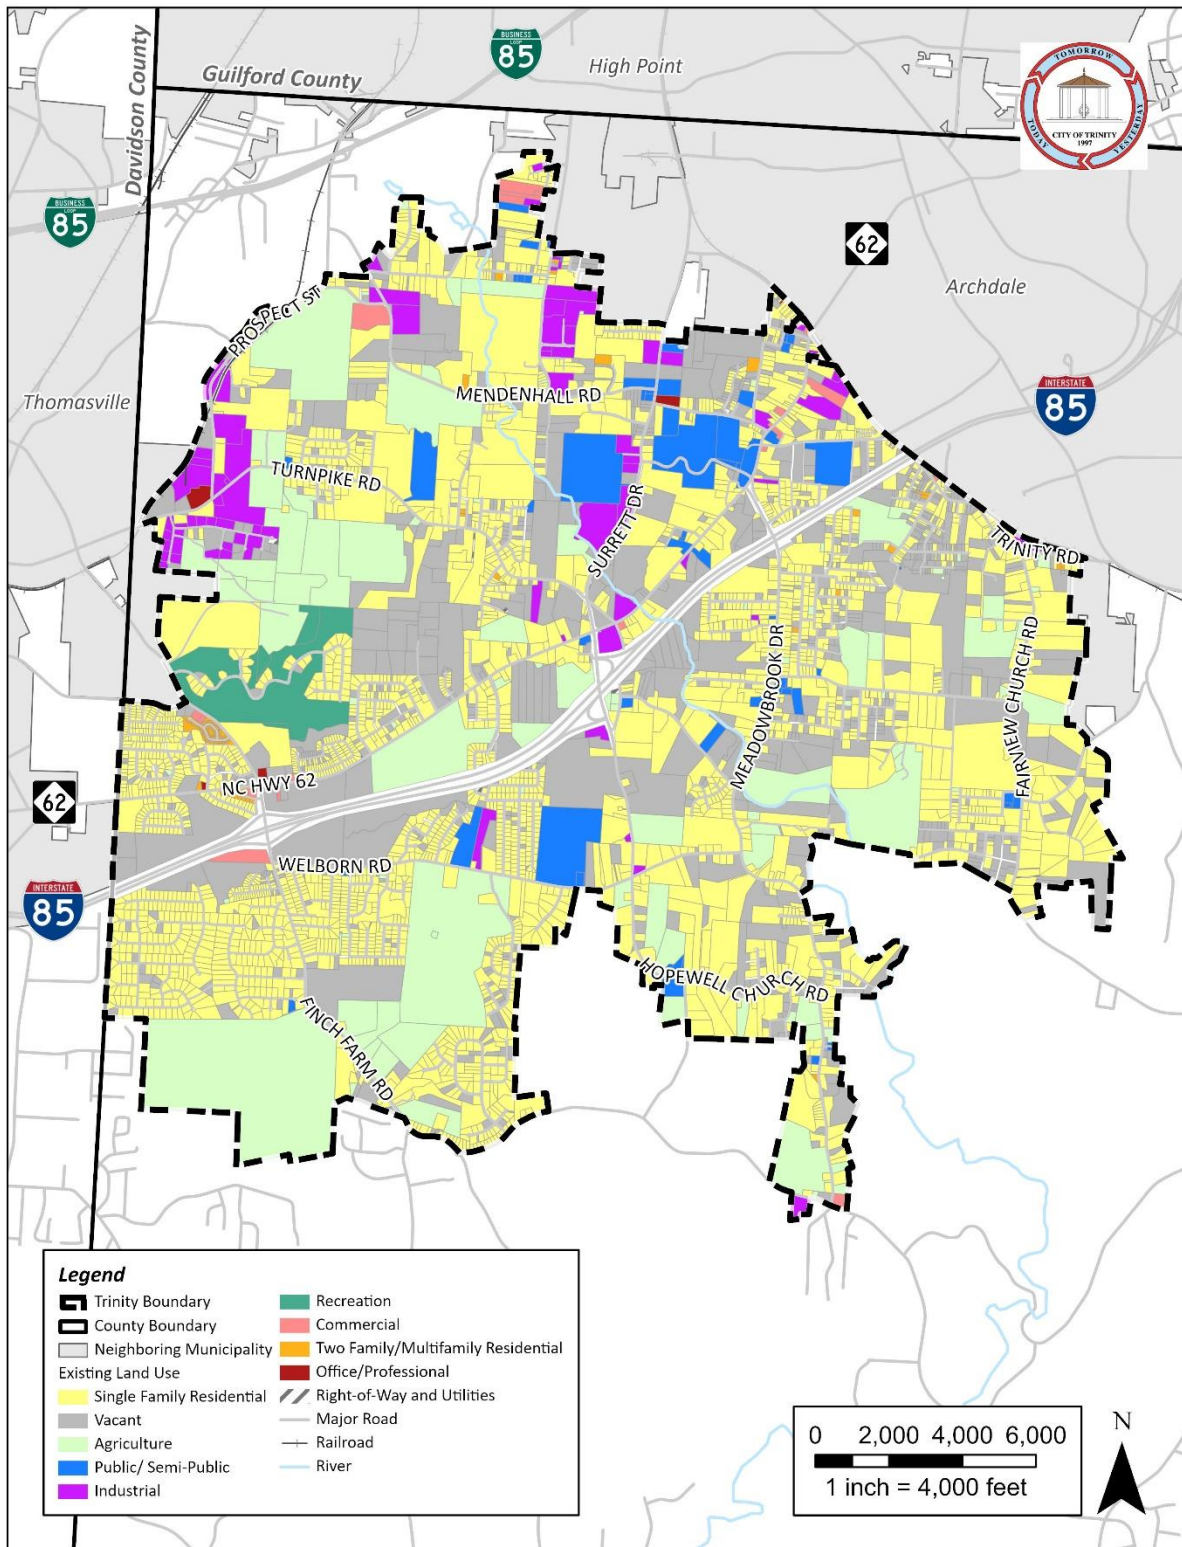 Davidson County
Guilford County
BUSINESS
LOOP
85
High Point
TOMORROW
TODAY
YESTERDAY
CITY OF TRINITY
1997
BUSINESS
LOOP
85
62
Archdale
PROSPECT ST
Thomasville
MENDENHALL RD
INTERSTATE
85
TURNPIKE RD
SURRETT DR
TRINITY RD
MEADOWBROOK DR
FAIRVIEW CHURCH RD
NC HWY 62
62
WELBORN RD
INTERSTATE
85
HOPEWELL CHURCH RD
FINCH FARM RD
Legend
Trinity Boundary
County Boundary
Neighboring Municipality
Existing Land Use
Single Family Residential
Vacant
Agriculture
Public/ Semi-Public
Industrial
Recreation
Commercial
Two Family/Multifamily Residential
Office/Professional
Right-of-Way and Utilities
Major Road
Railroad
River
0 2,000 4,000 6,000
1 inch = 4,000 feet
N